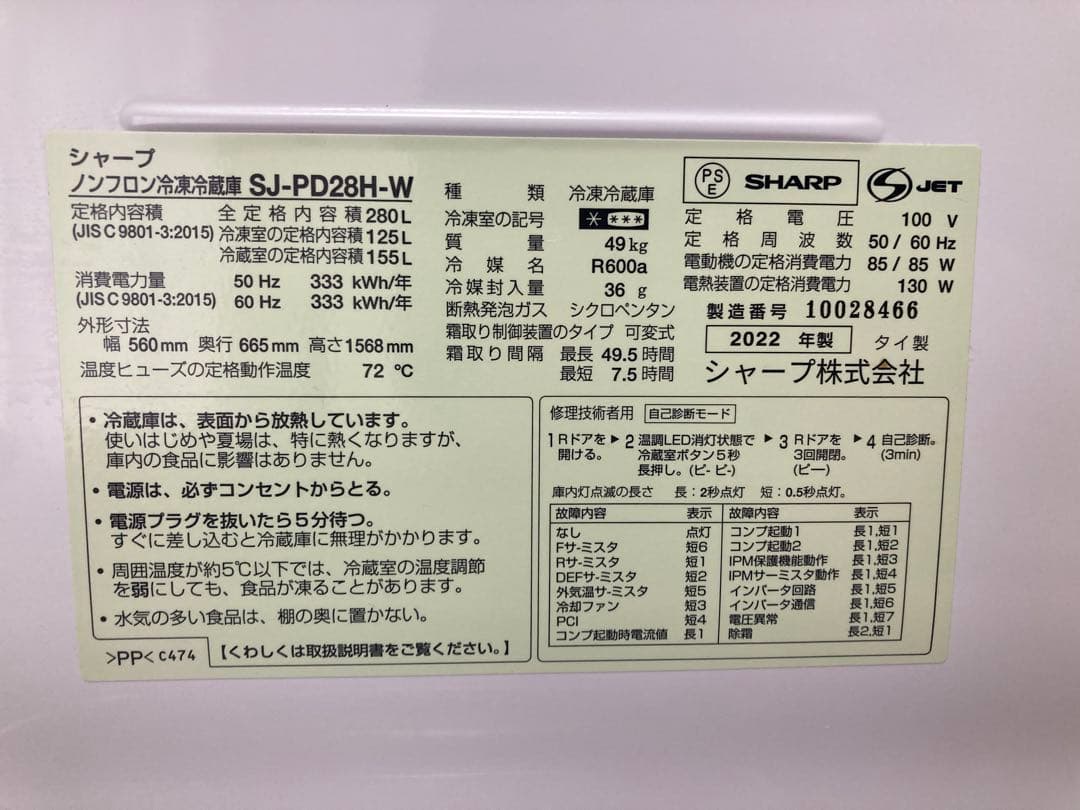 シャープ
ノンフロン冷凍冷蔵庫 SJ-PD28H-W
定格内容積 全定格内容積 280L
(JIS C 9801-3:2015) 冷凍室の定格内容積 125L
冷蔵室の定格内容積 155L
消費電力量 50 Hz 333 kWh/年
(JIS C 9801-3:2015) 60 Hz 333 kWh/年
外形寸法
幅 560mm 奥行 665mm 高さ1568mm
温度ヒューズの定格動作温度 72 ℃
種類 冷凍冷蔵庫
冷凍室の記号 * ***
質量 49kg
冷媒名 R600a
冷媒封入量 36 g
断熱発泡ガス シクロペンタン
霜取り制御装置のタイプ 可変式
霜取り間隔 最長 49.5 時間
最短 7.5 時間
PS E SHARP JET
定格電圧 100 V
定格周波数 50 / 60 Hz
電動機の定格消費電力 85 / 85 W
電熱装置の定格消費電力 130 W
製造番号 10028466
2022 年製 タイ製
シャープ株式会社
・冷蔵庫は、表面から放熱しています。
使いはじめや夏場は、特に熱くなりますが、
庫内の食品に影響はありません。
・電源は、必ずコンセントからとる。
・電源プラグを抜いたら5分待つ。
すぐに差し込むと冷蔵庫に無理がかかります。
・周囲温度が約5℃以下では、冷蔵室の温度調節
を弱にしても、食品が凍ることがあります。
・水気の多い食品は、棚の奥に置かない。
>PP< C474 【くわしくは取扱説明書をご覧ください。】
修理技術者用 自己診断モード
1 Rドアを開ける。 ▶ 2 温調LED消灯状態で冷蔵室ボタン5秒長押し。(ピ- ピ-) ▶ 3 Rドアを3回開閉。(ピー) ▶ 4 自己診断。(3min)
庫内灯点滅の長さ 長:2秒点灯 短:0.5秒点灯。
故障内容 表示 故障内容 表示
なし 点灯 コンプ起動1 長1,短1
Fサ-ミスタ 短6 コンプ起動2 長1,短2
Rサ-ミスタ 短1 IPM保護機能動作 長1,短3
DEFサ-ミスタ 短2 IPMサーミスタ動作 長1,短4
外気温サ-ミスタ 短5 インバータ回路 長1,短5
冷却ファン 短3 インバータ通信 長1,短6
PCI 短4 電圧異常 長1,短7
コンプ起動時電流値 長1 除霜 長2,短1